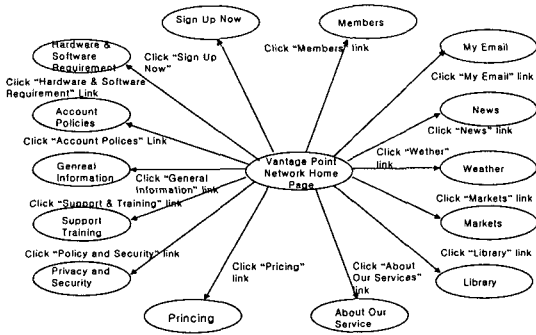 Sign Up Now
Members
Hardware &
Software
Requirement
Click "Sign Up
Now"
Click "Members" link
My Email
Click "My Email" link
Click "Hardware & Software
Requirement" Link
Account
Policies
News
Click "News" link
Click "Account Polices" Link
Vantage Point
Network Home
Page
Click "Wether"
link
Genreal
Information
Click "General
Information" link
Weather
Click "Support & Training" link
Click "Markets" link
Support
Training
Markets
Click "Policy and Security" link
Click "Library" link
Privacy and
Security
Click "Pricing"
link
Click "About
Our Services"
link
Library
Princing
About Our
Service